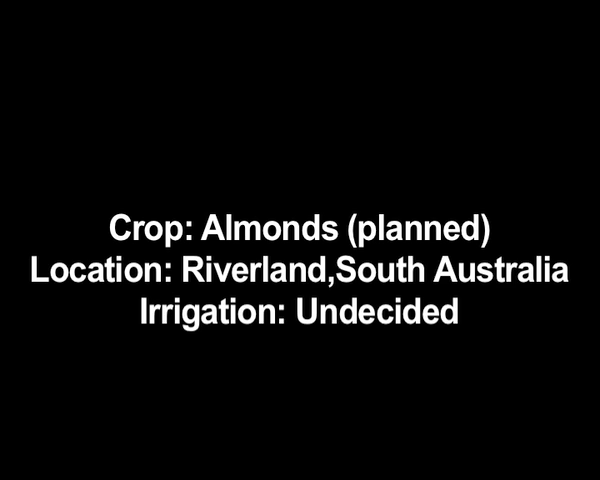 Crop: Almonds (planned)
Location: Riverland,South Australia
Irrigation: Undecided